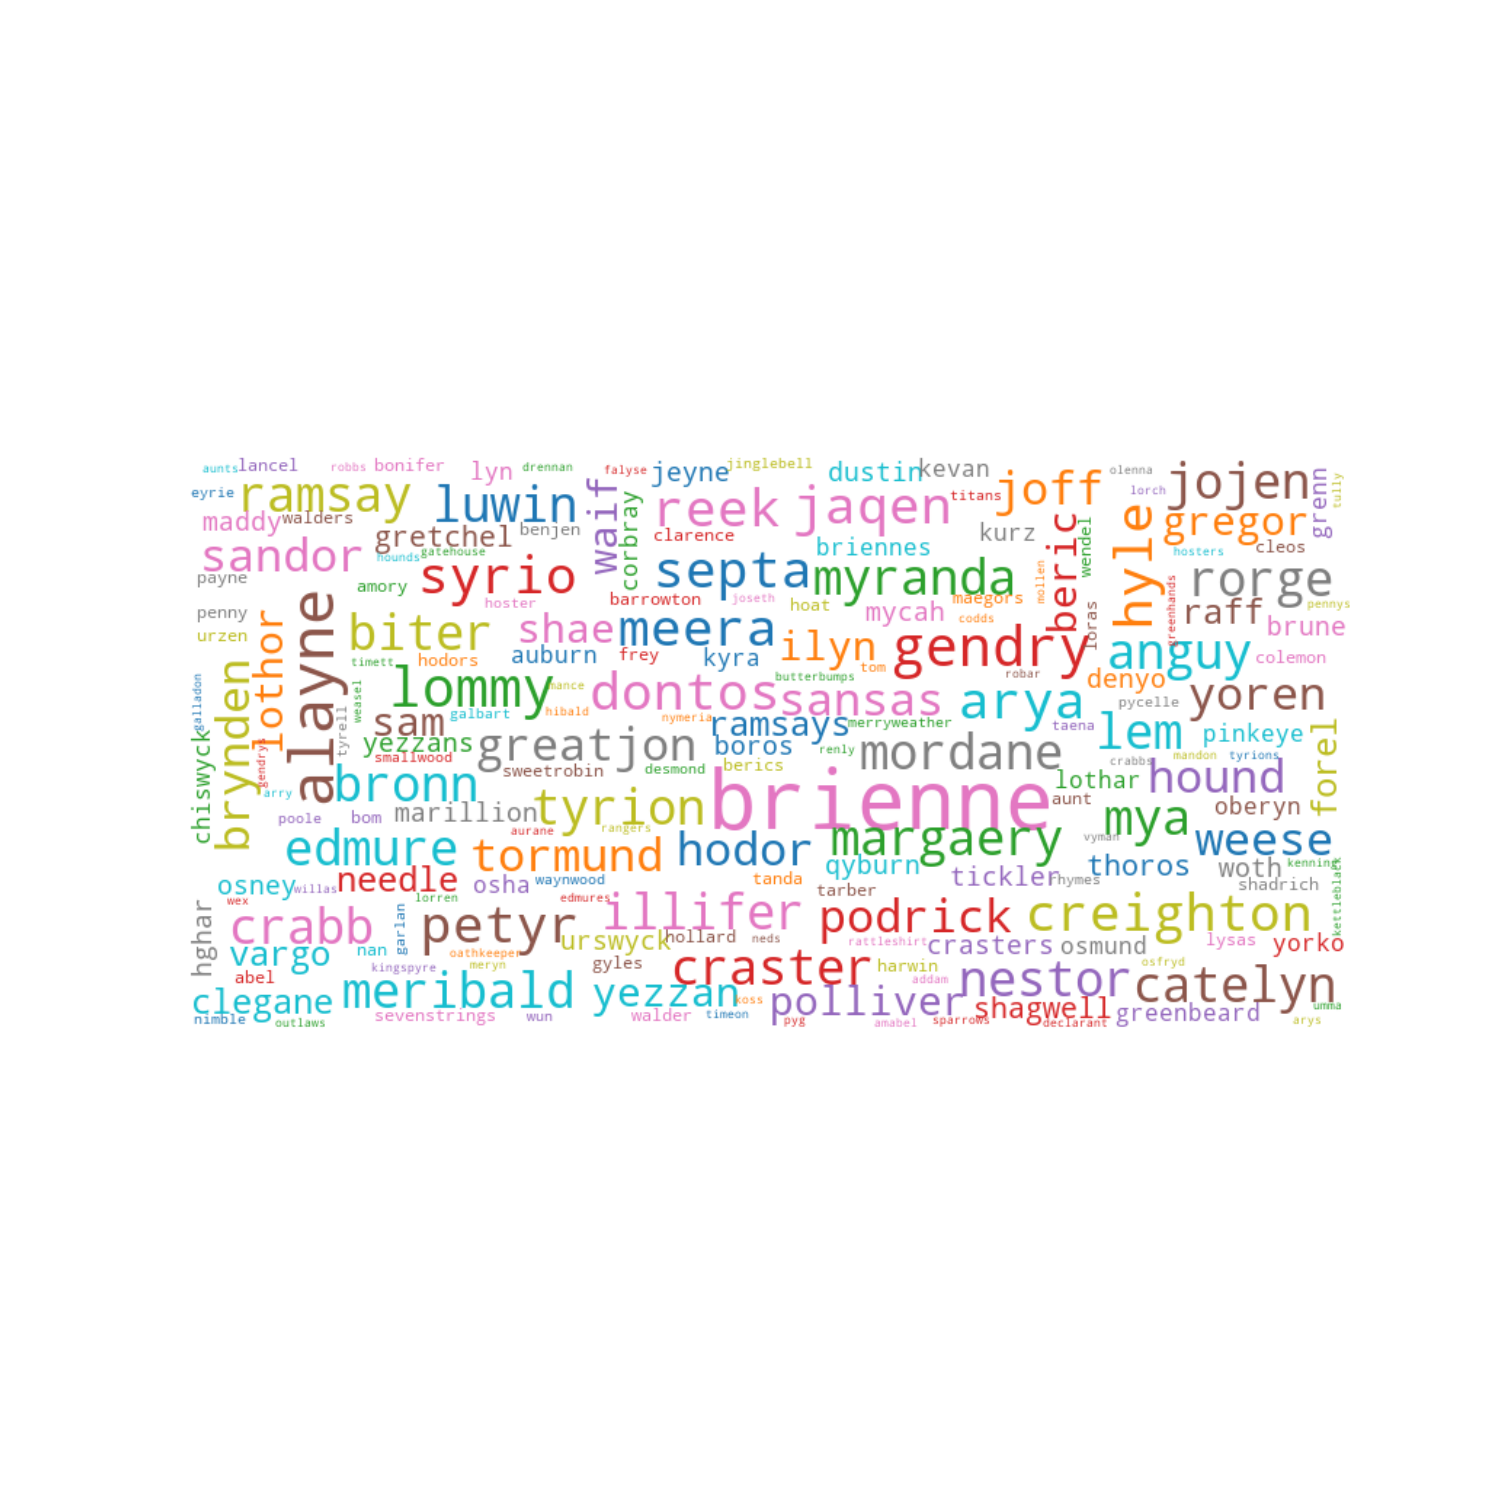 aunts lancel robbs bonifer lyn drennan falyse jeyne jinglebell dustin kevan olenna jojen grenn tully
eyrie ramsay luwin waif corbray reek jaqen titans joff lorch gregor
maddy walders gretchel benjen clarence kurz beric wendel hyle hosters cleos
sandor hounds gatehouse syrio septa briennes myranda mollen rorge
payne amory hoster barrowton joseth hoat mycah maegors greenhands raff pennys
penny alayne biter shae meera ilyn codds loras brune
urzen lothor timett hodors auburn frey kyra tom gendry robar anguy colemon
galladon brynden weasel lommy mance butterbumps dontos sansas arya denyo yoren
chiswyck tyrell sam galbart hibald nymeria ramsays merryweather taena pycelle lem pinkeye forel
gendrys yezzans greatjon boros renly mordane crabbs mandon tyrions
smallwood sweetrobin desmond berics lothar hound
arry bronn marillion tyrion brienne aunt mya oberyn
poole bom aurane rangers margaery vyman weese
edmure tormund hodor qyburn thoros woth kenning
osney willas needle osha waynwood tanda tarber tickler rhymes shadrich kettleblack
wex lorren edmures illifer podrick creighton
hghar crabb garlan petyr urswyck hollard neds rattleshirt crasters osmund lysas yorko
vargo nan oathkeeper meryn gyles craster harwin osfryd
abel kingspyre addam nestor catelyn
clegane meribald yezzan koss polliver shagwell greenbeard umma
nimble outlaws sevenstrings wun walder timeon pyg amabel sparrows declarant arys